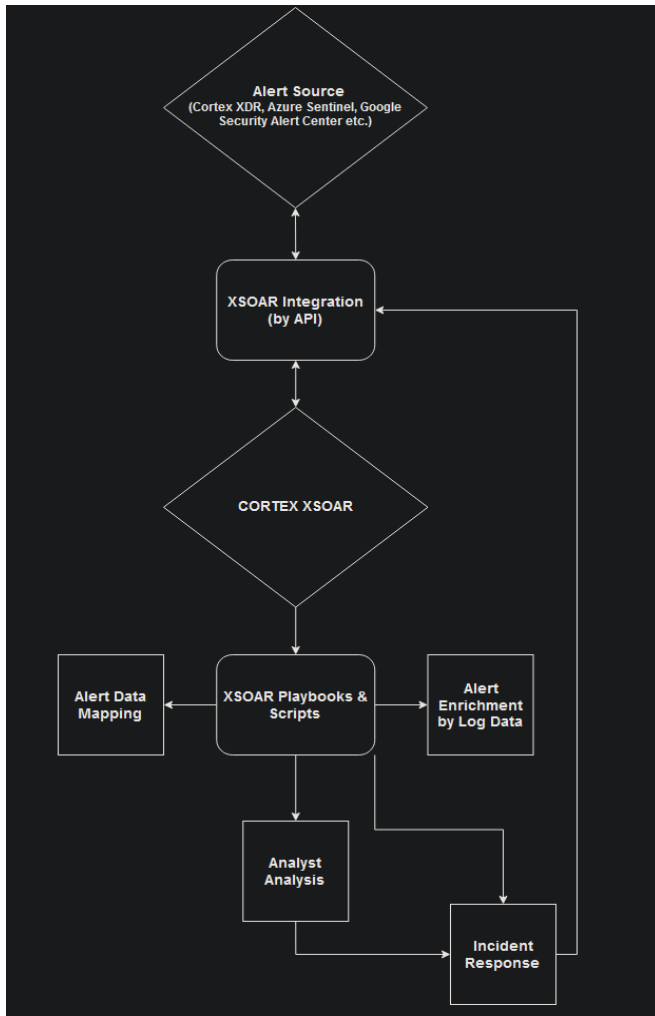 Alert Source
(Cortex XDR, Azure Sentinel, Google
Security Alert Center etc.)
XSOAR Integration
(by API)
CORTEX XSOAR
Alert Data
Mapping
XSOAR Playbooks &
Scripts
Alert
Enrichment
by Log Data
Analyst
Analysis
Incident
Response